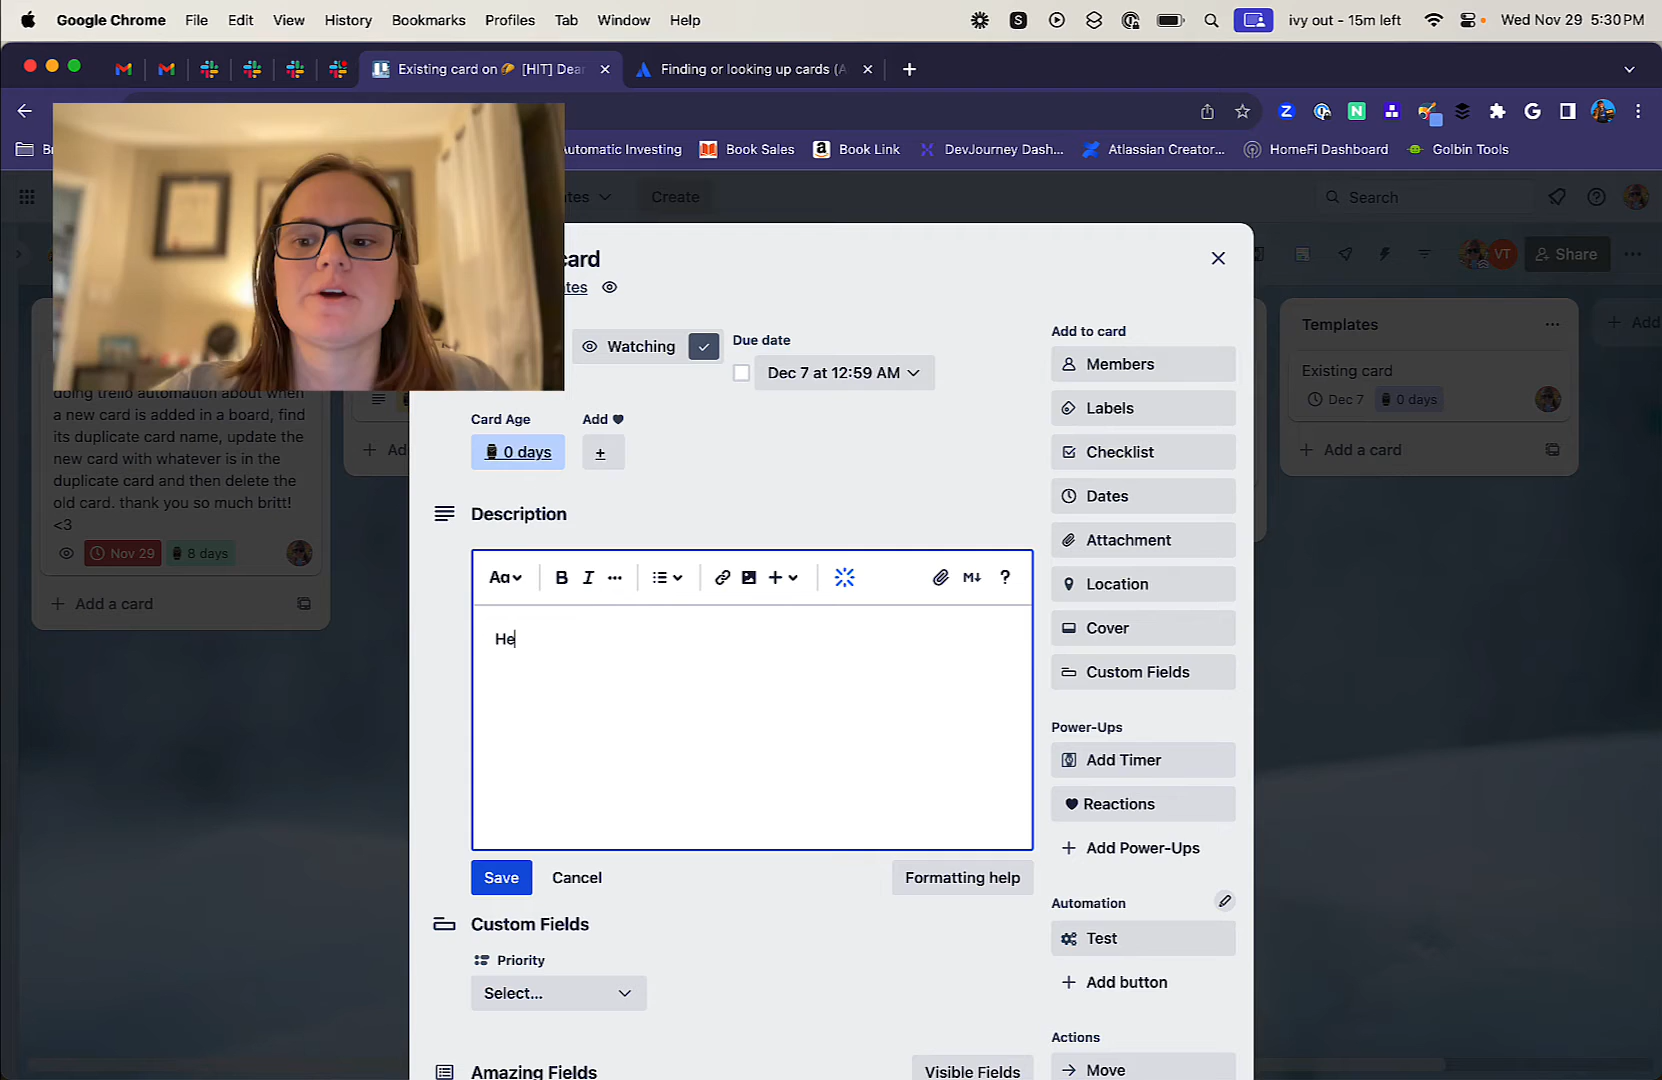 Google Chrome File Edit View History Bookmarks Profiles Tab Window Help
S ivy out - 15m left Wed Nov 29 5:30 PM
Existing card on [HIT] Dear
Finding or looking up cards (A
Automatic Investing
Book Sales
Book Link
DevJourney Dash...
Atlassian Creator...
HomeFi Dashboard
Golbin Tools
Create
Search
card
VT
Share
Watching
Due date
Dec 7 at 12:59 AM
Card Age
0 days
Add
+
Description
Aa
B I
M↓ ?
He
Save
Cancel
Formatting help
Custom Fields
Priority
Select...
Amazing Fields
Visible Fields
Add to card
Members
Labels
Checklist
Dates
Attachment
Location
Cover
Custom Fields
Power-Ups
Add Timer
Reactions
Add Power-Ups
Automation
Test
Add button
Actions
Move
doing trello automation about when
a new card is added in a board, find
its duplicate card name, update the
new card with whatever is in the
duplicate card and then delete the
old card. thank you so much britt!
<3
Nov 29
8 days
Add a card
Templates
Existing card
Dec 7
0 days
Add a card
Add